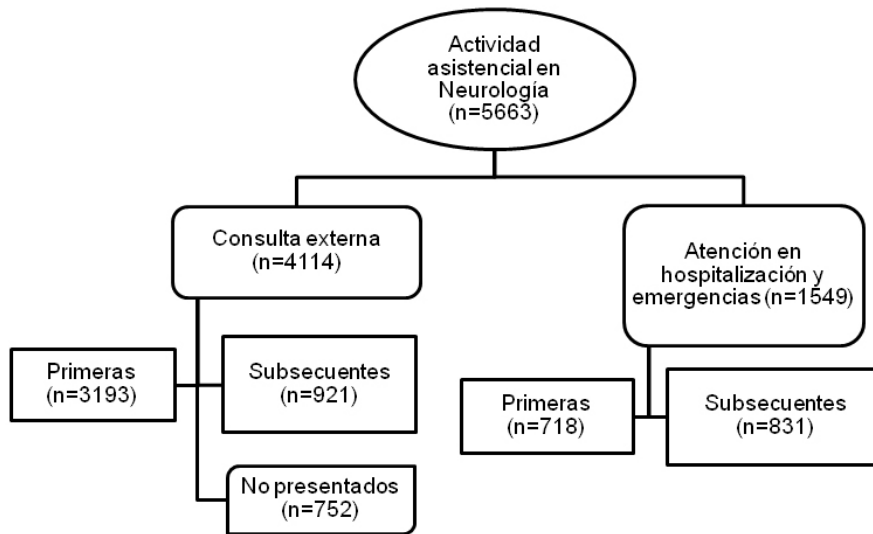 Actividad
asistencial en
Neurología
(n=5663)
Consulta externa
(n=4114)
Atención en
hospitalización y
emergencias (n=1549)
Primeras
(n=3193)
Subsecuentes
(n=921)
Primeras
(n=718)
Subsecuentes
(n=831)
No presentados
(n=752)